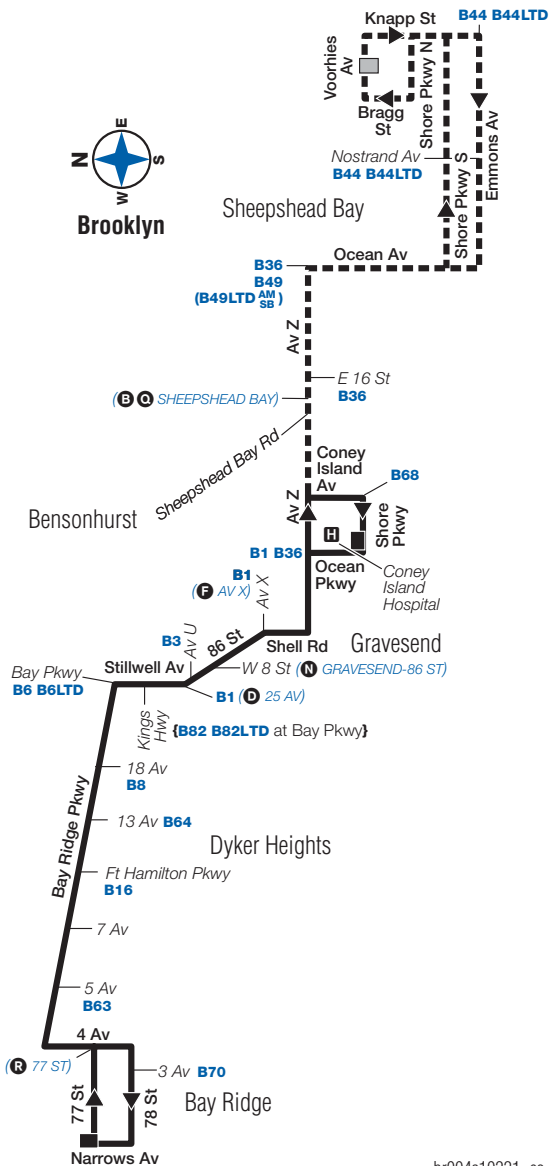 Knapp St
B44 B44LTD
Voorhies
Av
Shore Pkwy N
Bragg
St
Emmons Av
Shore Pkwy S
Nostrand Av
B44 B44LTD
N
E
S
W
Brooklyn
Sheepshead Bay
Ocean Av
B36
B49
(B49LTD AM SB)
Av Z
E 16 St
B36
(B Q SHEEPSHEAD BAY)
Sheepshead Bay Rd
Coney
Island
Av
B68
Bensonhurst
Av Z
H
Shore
Pkwy
B1 B36
Ocean
Pkwy
Coney
Island
Hospital
B1
(F AV X)
Av X
B3
Av U
86 St
Shell Rd
Gravesend
Stillwell Av
W 8 St (N GRAVESEND-86 ST)
Bay Pkwy
B6 B6LTD
B1 (D 25 AV)
Kings
Hwy
{B82 B82LTD at Bay Pkwy}
18 Av
B8
Bay Ridge Pkwy
13 Av B64
Dyker Heights
Ft Hamilton Pkwy
B16
7 Av
5 Av
B63
4 Av
(R 77 ST)
3 Av B70
77 St
78 St
Bay Ridge
Narrows Av